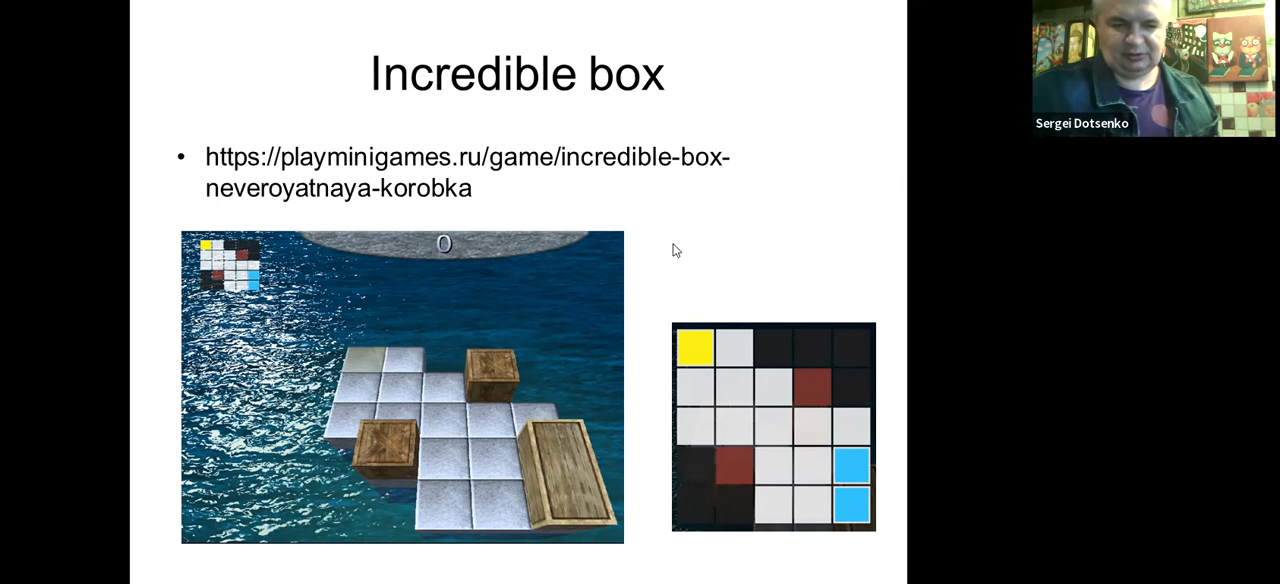 Incredible box
• https://playminigames.ru/game/incredible-box-
neveroyatnaya-korobka
0
Sergei Dotsenko